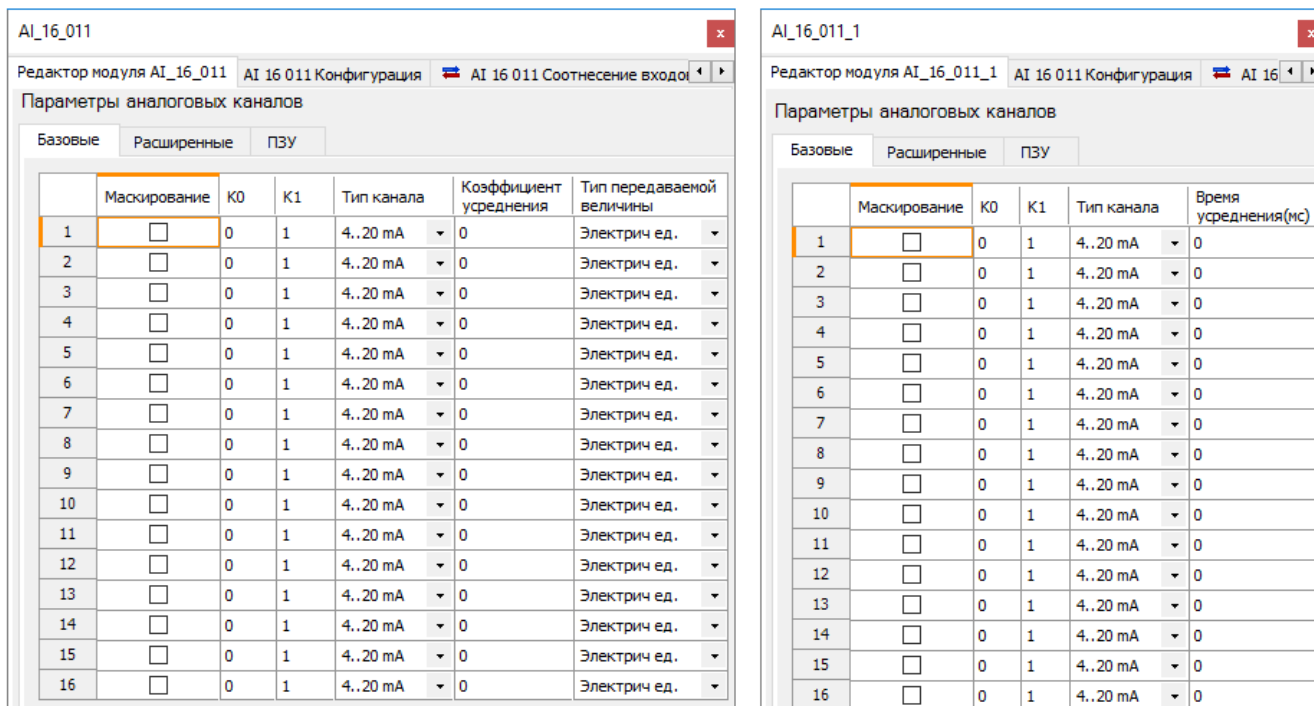 AI_16_011
x
Редактор модуля AI_16_011 AI 16 011 Конфигурация AI 16 011 Соотнесение входов
Параметры аналоговых каналов
Базовые Расширенные ПЗУ
Маскирование K0 K1 Тип канала Коэффициент усреднения Тип передаваемой величины
1 0 1 4..20 mA 0 Электрич ед.
2 0 1 4..20 mA 0 Электрич ед.
3 0 1 4..20 mA 0 Электрич ед.
4 0 1 4..20 mA 0 Электрич ед.
5 0 1 4..20 mA 0 Электрич ед.
6 0 1 4..20 mA 0 Электрич ед.
7 0 1 4..20 mA 0 Электрич ед.
8 0 1 4..20 mA 0 Электрич ед.
9 0 1 4..20 mA 0 Электрич ед.
10 0 1 4..20 mA 0 Электрич ед.
11 0 1 4..20 mA 0 Электрич ед.
12 0 1 4..20 mA 0 Электрич ед.
13 0 1 4..20 mA 0 Электрич ед.
14 0 1 4..20 mA 0 Электрич ед.
15 0 1 4..20 mA 0 Электрич ед.
16 0 1 4..20 mA 0 Электрич ед.
AI_16_011_1
x
Редактор модуля AI_16_011_1 AI 16 011 Конфигурация AI 16
Параметры аналоговых каналов
Базовые Расширенные ПЗУ
Маскирование K0 K1 Тип канала Время усреднения(мс)
1 0 1 4..20 mA 0
2 0 1 4..20 mA 0
3 0 1 4..20 mA 0
4 0 1 4..20 mA 0
5 0 1 4..20 mA 0
6 0 1 4..20 mA 0
7 0 1 4..20 mA 0
8 0 1 4..20 mA 0
9 0 1 4..20 mA 0
10 0 1 4..20 mA 0
11 0 1 4..20 mA 0
12 0 1 4..20 mA 0
13 0 1 4..20 mA 0
14 0 1 4..20 mA 0
15 0 1 4..20 mA 0
16 0 1 4..20 mA 0